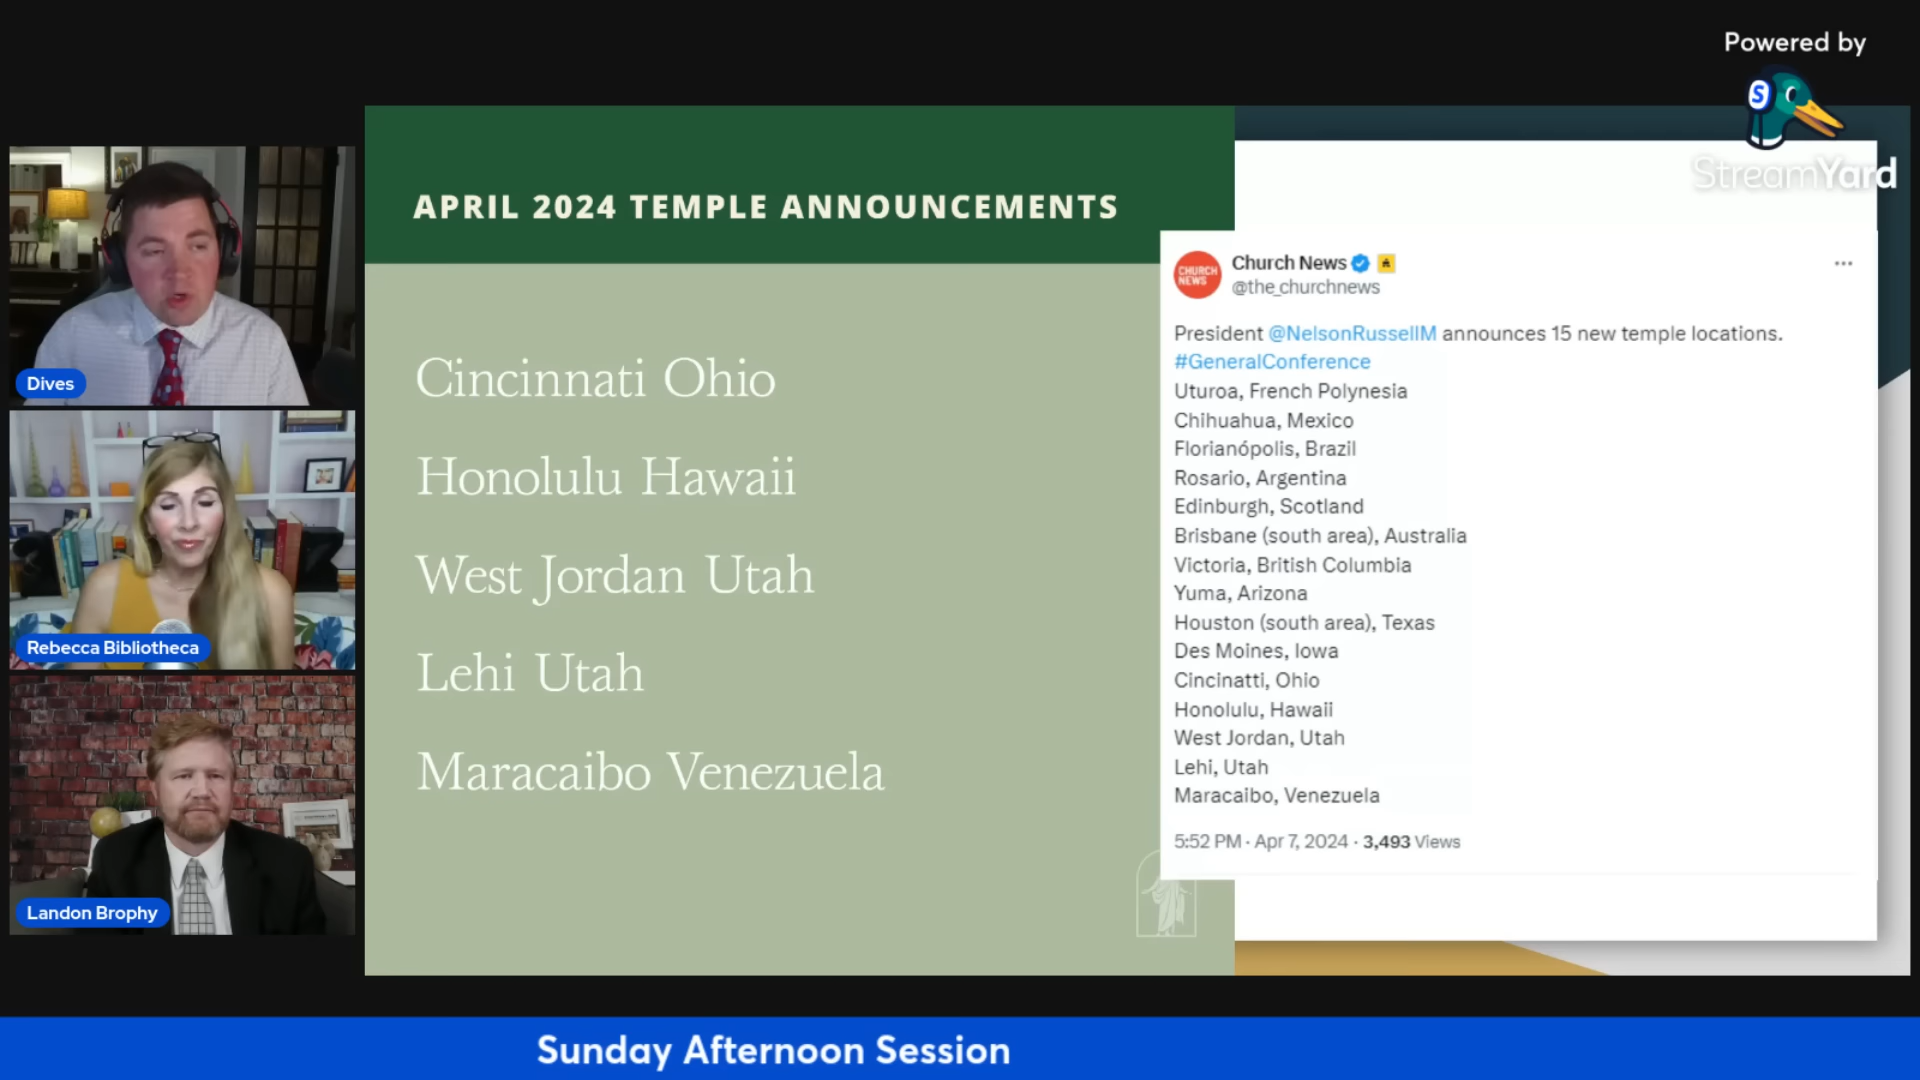 Powered by
StreamYard
APRIL 2024 TEMPLE ANNOUNCEMENTS
Cincinnati Ohio
Honolulu Hawaii
West Jordan Utah
Lehi Utah
Maracaibo Venezuela
CHURCH
NEWS
Church News
@the_churchnews
President @NelsonRussellM announces 15 new temple locations.
#GeneralConference
Uturoa, French Polynesia
Chihuahua, Mexico
Florianópolis, Brazil
Rosario, Argentina
Edinburgh, Scotland
Brisbane (south area), Australia
Victoria, British Columbia
Yuma, Arizona
Houston (south area), Texas
Des Moines, Iowa
Cincinatti, Ohio
Honolulu, Hawaii
West Jordan, Utah
Lehi, Utah
Maracaibo, Venezuela
5:52 PM · Apr 7, 2024 · 3,493 Views
Dives
Rebecca Bibliotheca
Landon Brophy
Sunday Afternoon Session